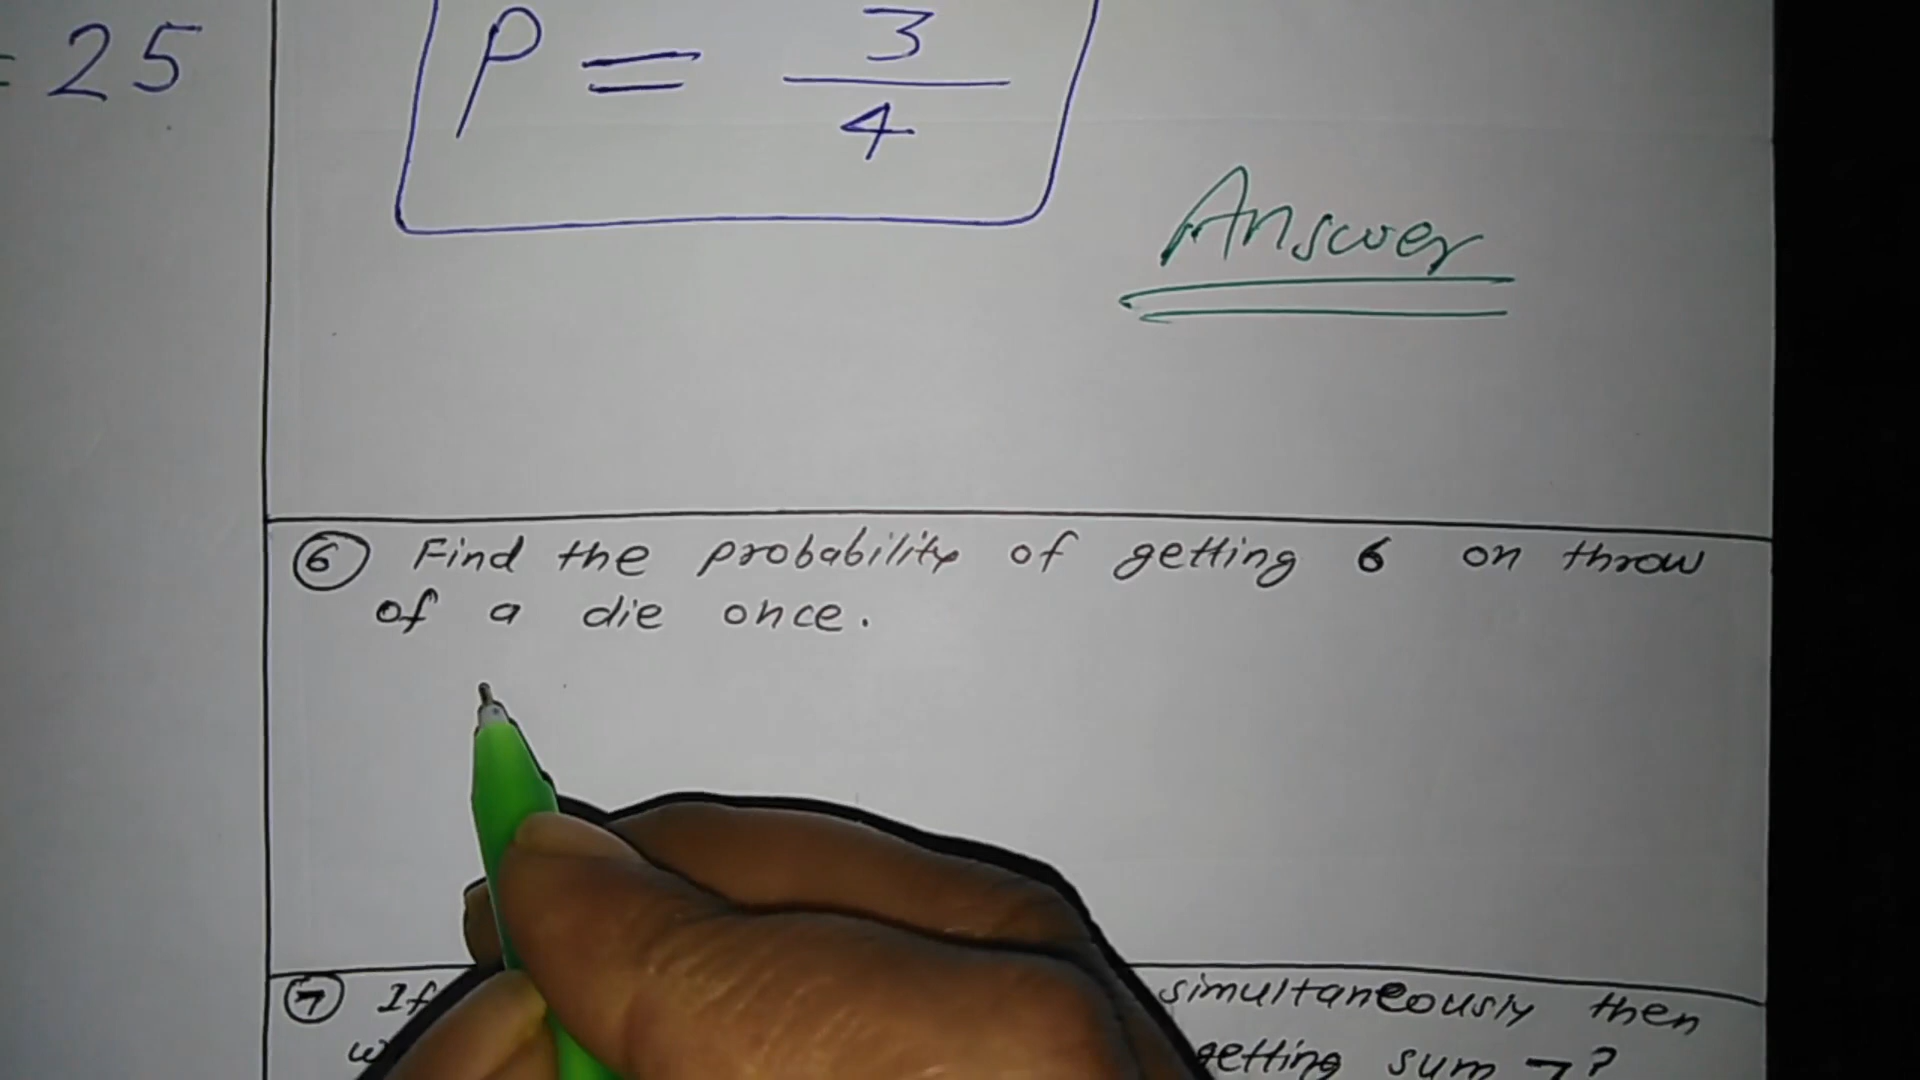 = 25
P = 3/4
Answer
6 Find the probability of getting 6 on throw
of a die once.
7 If simultaneously then
getting sum 7?